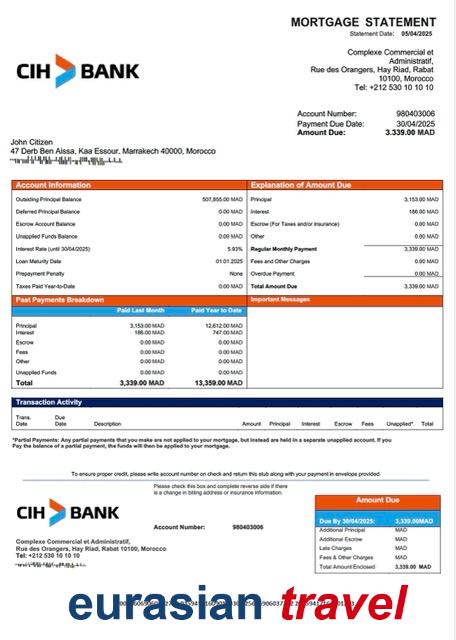 MORTGAGE STATEMENT
Statement Date: 05/04/2025
CIH BANK
Complexe Commercial et
Administratif,
Rue des Orangers, Hay Riad, Rabat
10100, Morocco
Tel: +212 530 10 10 10
Account Number: 980403006
Payment Due Date: 30/04/2025
Amount Due: 3.339.00 MAD
John Citizen
47 Derb Ben Aissa, Kaa Essour, Marrakech 40000, Morocco
Account Information
Outsiding Principal Balance 507,855.00 MAD
Deferred Principal Balance 0.00 MAD
Escrow Account Balance 0.00 MAD
Unapplied Funds Balance 0.00 MAD
Interest Rate (until 30/04/2025) 5.93%
Loan Maturity Date 01.01.2025
Prepayment Penalty None
Taxes Paid Year-to-Date 0.00 MAD
Explanation of Amount Due
Principal 3,153.00 MAD
Interest 186.00 MAD
Escrow (For Taxes and/or insurance) 0.00 MAD
Other 0.00 MAD
Regular Monthly Payment 3,339.00 MAD
Fees and Other Charges 0.00 MAD
Overdue Payment 0.00 MAD
Total Amount Due 3,339.00 MAD
Past Payments Breakdown
Paid Last Month Paid Year to Date
Principal 3,153.00 MAD 12,612.00 MAD
Interest 186.00 MAD 747.00 MAD
Escrow 0.00 MAD 0.00 MAD
Fees 0.00 MAD 0.00 MAD
Other 0.00 MAD 0.00 MAD
Unapplied Funds 0.00 MAD 0.00 MAD
Total 3,339.00 MAD 13,359.00 MAD
Important Messages
Transaction Activity
Trans. Date Due Date Description Amount Principal Interest Escrow Fees Unapplied* Total
*Partial Payments: Any partial payments that you make are not applied to your mortgage, but instead are held in a separate unapplied account. If you
Pay the balance of a partial payment, the funds will then be applied to your mortgage.
To ensure proper credit, please write account number on check and return this stub along with your payment in envelope provided.
Please check this box and complete reverse side if there
is a change in billing address or insurance information.
CIH BANK
Account Number: 980403006
Complexe Commercial et Administratif,
Rue des Orangers, Hay Riad, Rabat 10100, Morocco
Tel: +212 530 10 10 10
Amount Due
Due By 30/04/2025: 3,339.00MAD
Additional Principal MAD
Additional Escrow MAD
Late Charges MAD
Fees & Other Charges MAD
Total Amount Enclosed 3,339.00 MAD
eurasian travel